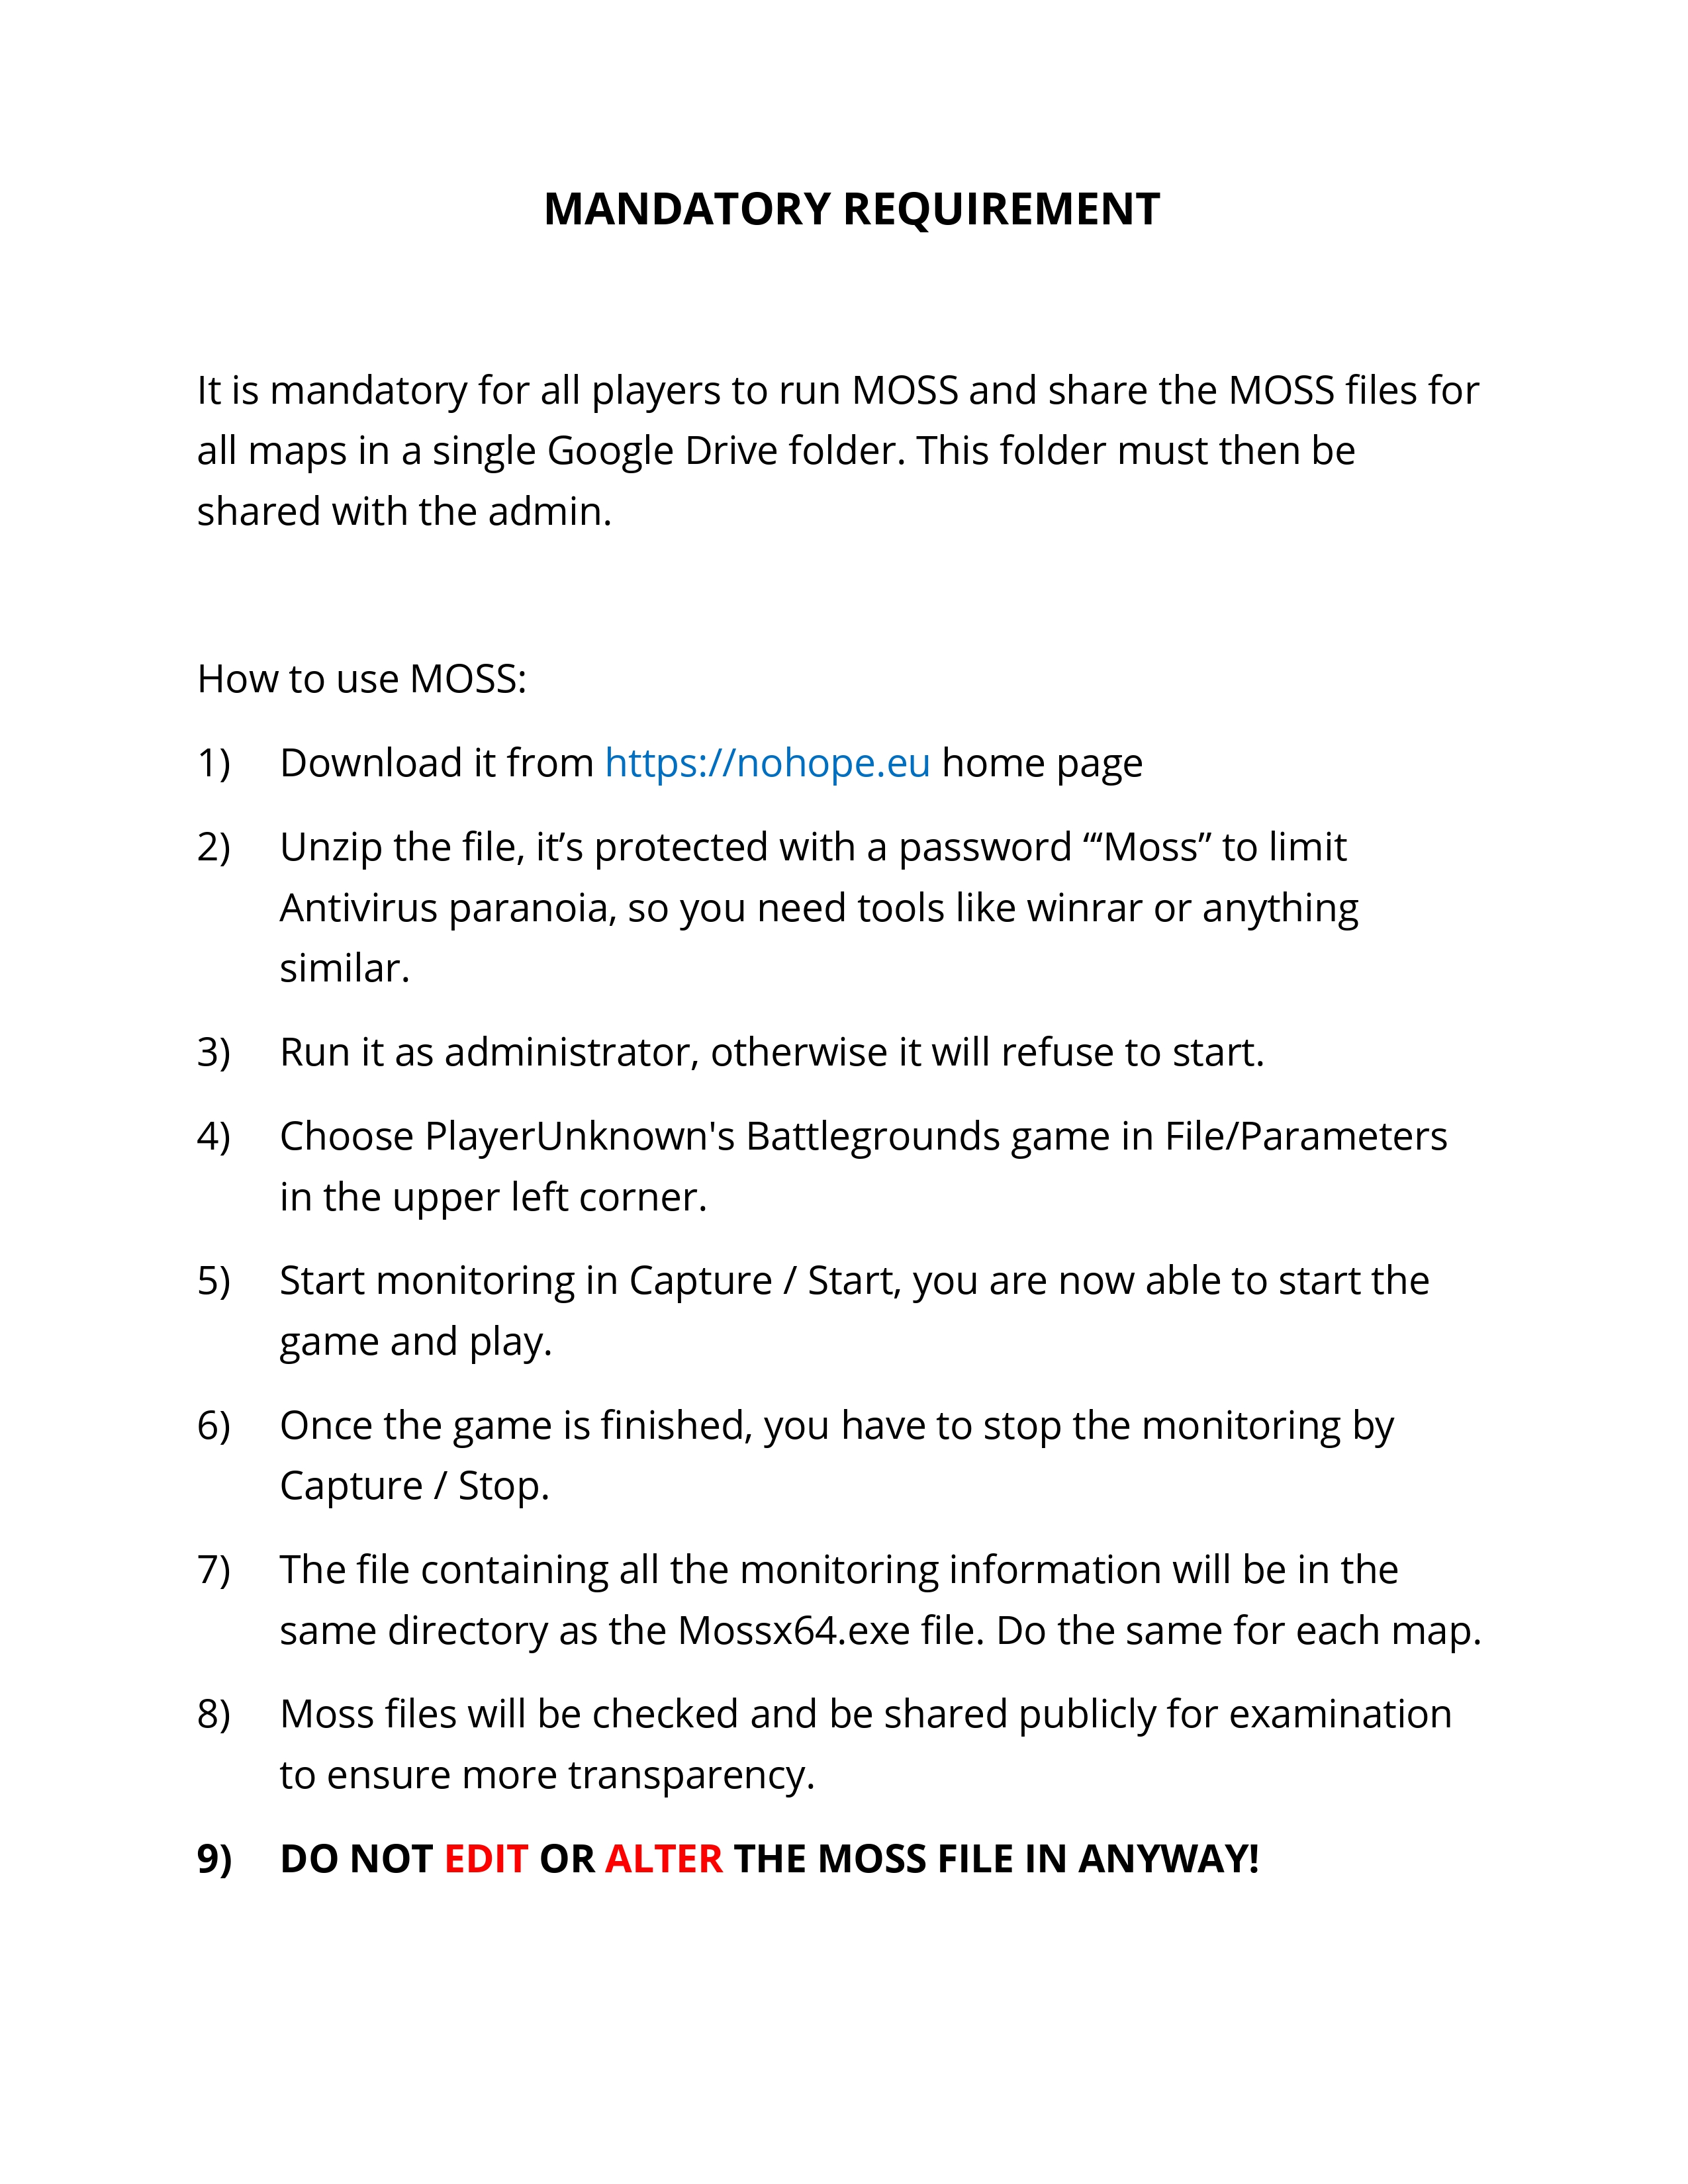 MANDATORY REQUIREMENT
It is mandatory for all players to run MOSS and share the MOSS files for
all maps in a single Google Drive folder. This folder must then be
shared with the admin.
How to use MOSS:
1) Download it from https://nohope.eu home page
2) Unzip the file, it’s protected with a password “‘Moss” to limit
Antivirus paranoia, so you need tools like winrar or anything
similar.
3) Run it as administrator, otherwise it will refuse to start.
4) Choose PlayerUnknown's Battlegrounds game in File/Parameters
in the upper left corner.
5) Start monitoring in Capture / Start, you are now able to start the
game and play.
6) Once the game is finished, you have to stop the monitoring by
Capture / Stop.
7) The file containing all the monitoring information will be in the
same directory as the Mossx64.exe file. Do the same for each map.
8) Moss files will be checked and be shared publicly for examination
to ensure more transparency.
9) DO NOT EDIT OR ALTER THE MOSS FILE IN ANYWAY!